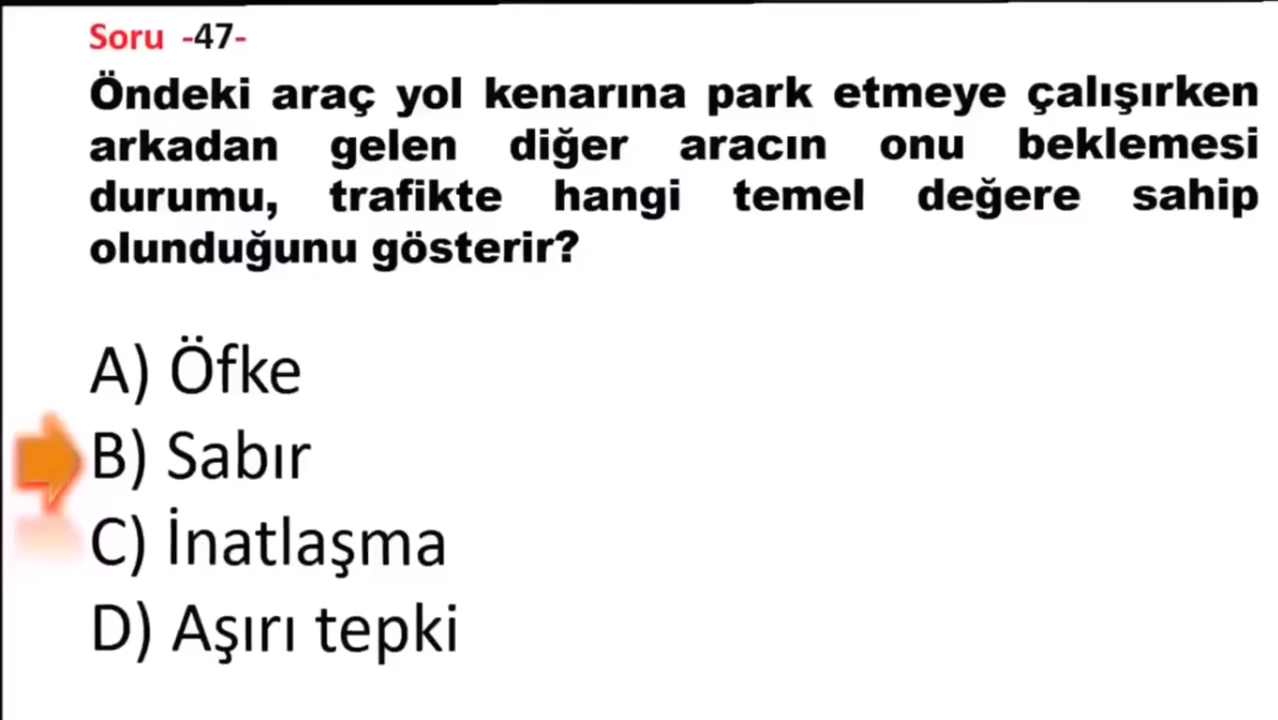 Soru -47-
Öndeki araç yol kenarına park etmeye çalışırken
arkadan gelen diğer aracın onu beklemesi
durumu, trafikte hangi temel değere sahip
olunduğunu gösterir?
A) Öfke
B) Sabır
C) İnatlaşma
D) Aşırı tepki